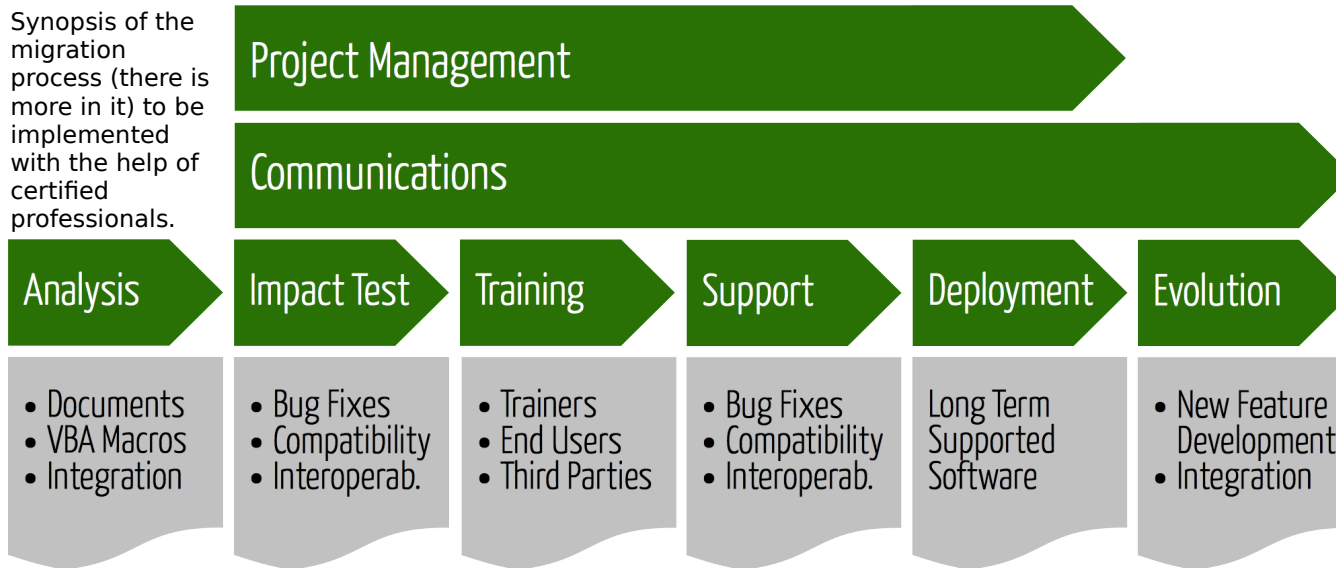 Synopsis of the
migration
process (there is
more in it) to be
implemented
with the help of
certified
professionals.
Project Management
Communications
Analysis
Impact Test
Training
Support
Deployment
Evolution
• Documents
• VBA Macros
• Integration
• Bug Fixes
• Compatibility
• Interoperab.
• Trainers
• End Users
• Third Parties
• Bug Fixes
• Compatibility
• Interoperab.
Long Term
Supported
Software
• New Feature
Development
• Integration